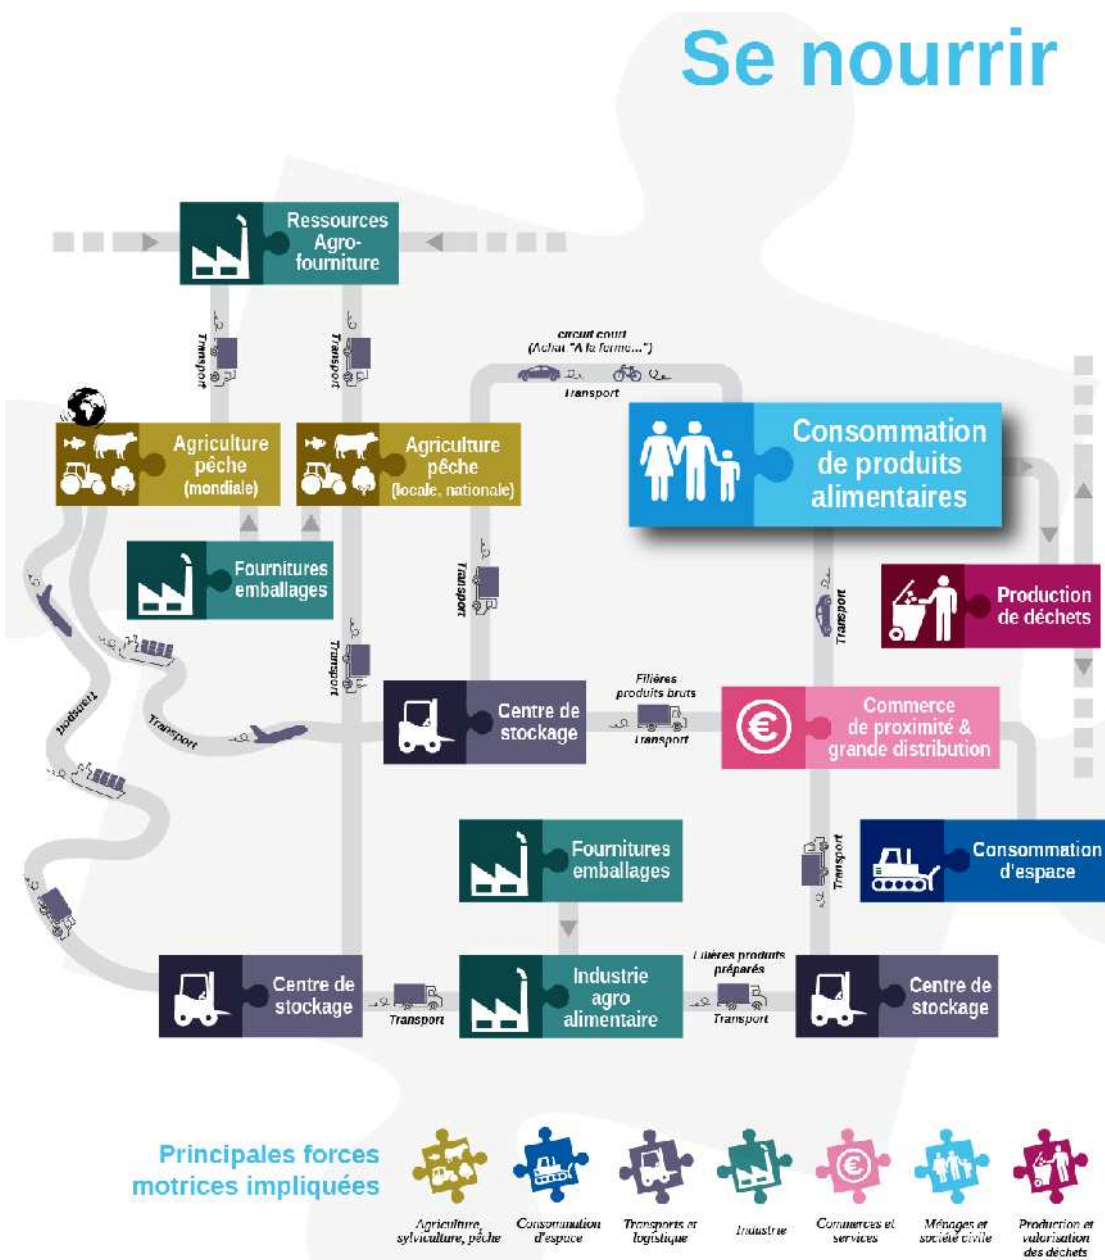 Se nourrir
Ressources
Agro-
fourniture
Transport
Transport
circuit court
(Achat "A la ferme...")
Transport
Agriculture
pêche
(mondiale)
Agriculture
pêche
(locale, nationale)
Consommation
de produits
alimentaires
Fournitures
emballages
Transport
Transport
Production
de déchets
Transport
Transport
Transport
Centre de
stockage
Filières
produits bruts
Transport
Commerce
de proximité &
grande distribution
Fournitures
emballages
Transport
Consommation
d'espace
Centre de
stockage
Transport
Industrie
agro
alimentaire
Filières produits
préparés
Transport
Centre de
stockage
Principales forces
motrices impliquées
Agriculture,
sylviculture, pêche
Consommation
d'espace
Transports et
logistique
Industrie
Commerces et
services
Ménages et
société civile
Production et
valorisation
des déchets